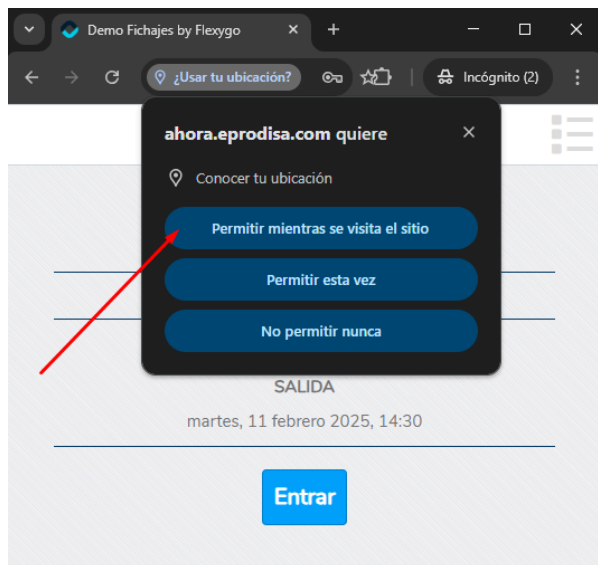 Demo Fichajes by Flexygo
¿Usar tu ubicación?
Incógnito (2)
ahora.eprodisa.com quiere
Conocer tu ubicación
Permitir mientras se visita el sitio
Permitir esta vez
No permitir nunca
SALIDA
martes, 11 febrero 2025, 14:30
Entrar